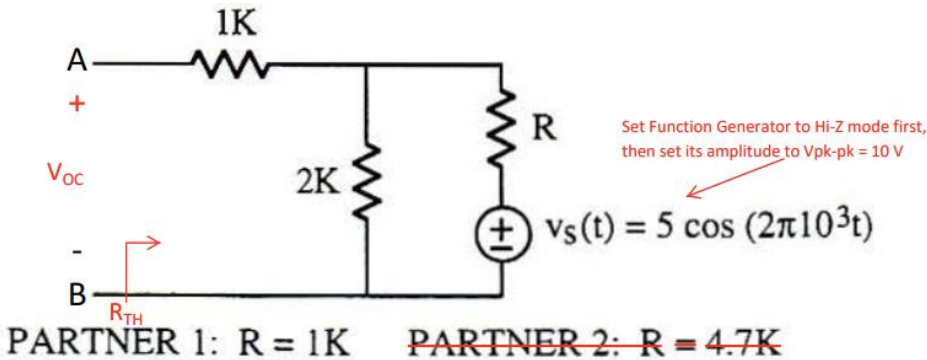 1K
A
+
R
Set Function Generator to Hi-Z mode first,
then set its amplitude to Vpk-pk = 10 V
VOC
2K
+
-
vS(t) = 5 cos (2π10³t)
-
B
RTH
PARTNER 1: R = 1K PARTNER 2: R = 4.7K